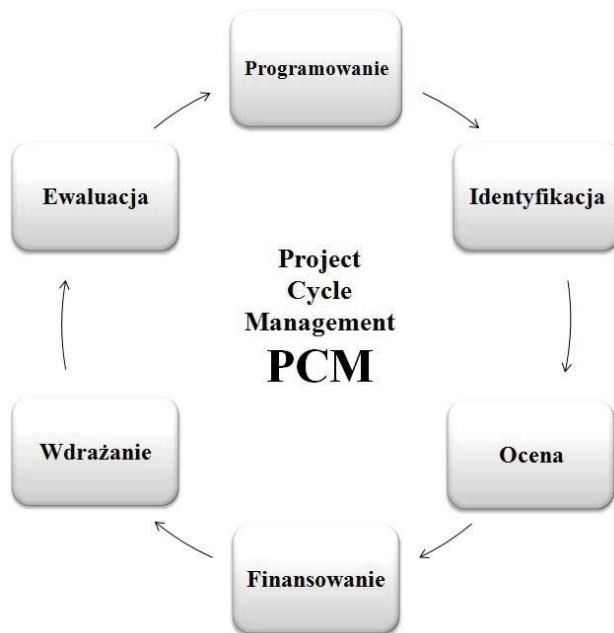 Programowanie
Ewaluacja
Identyfikacja
Project
Cycle
Management
PCM
Wdrażanie
Ocena
Finansowanie